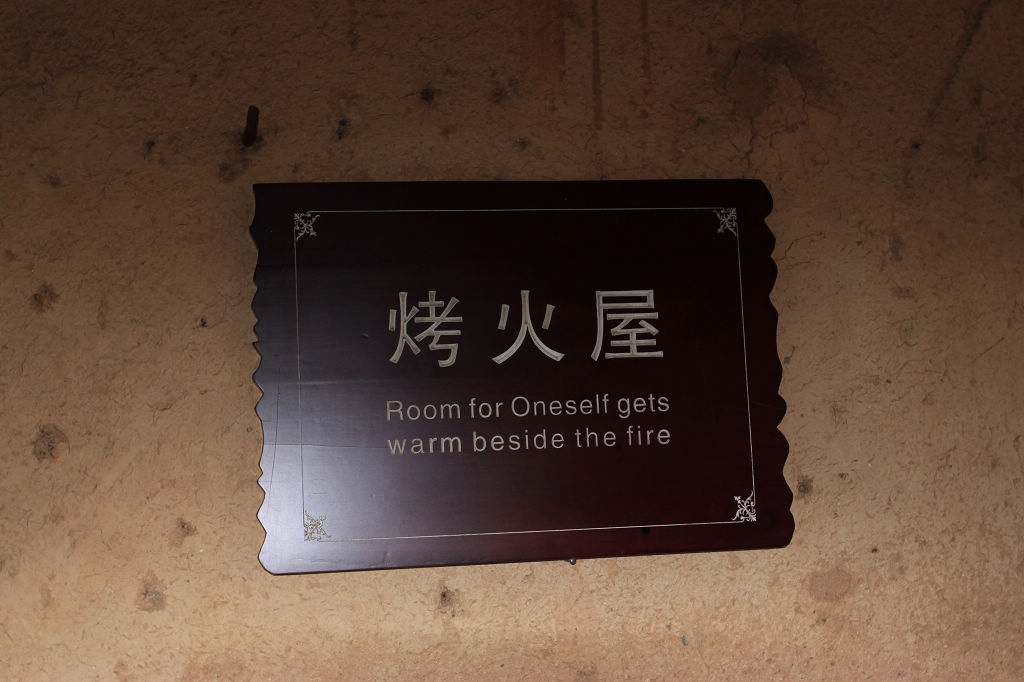 烤火屋
Room for Oneself gets
warm beside the fire